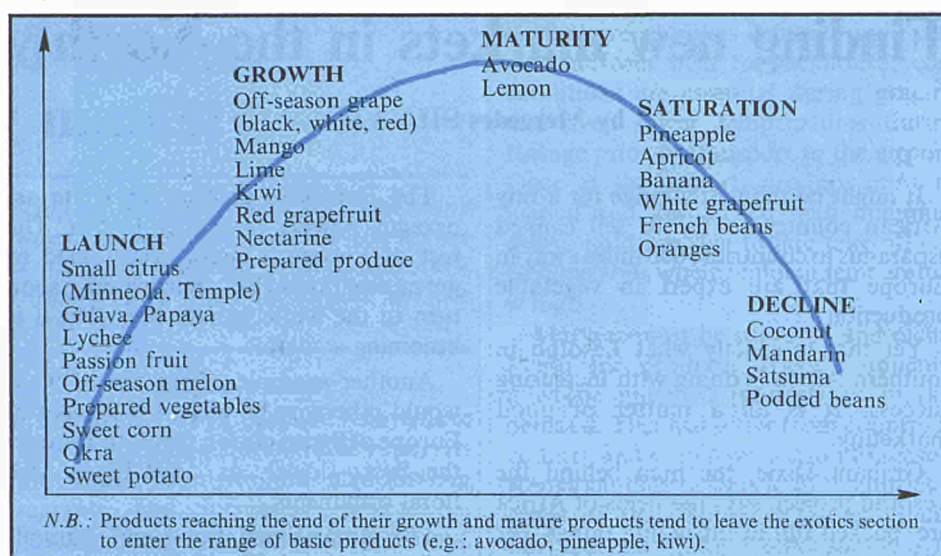 LAUNCH
Small citrus
(Minneola, Temple)
Guava, Papaya
Lychee
Passion fruit
Off-season melon
Prepared vegetables
Sweet corn
Okra
Sweet potato
GROWTH
Off-season grape
(black, white, red)
Mango
Lime
Kiwi
Red grapefruit
Nectarine
Prepared produce
MATURITY
Avocado
Lemon
SATURATION
Pineapple
Apricot
Banana
White grapefruit
French beans
Oranges
DECLINE
Coconut
Mandarin
Satsuma
Podded beans
N.B.: Products reaching the end of their growth and mature products tend to leave the exotics section
to enter the range of basic products (e.g.: avocado, pineapple, kiwi).